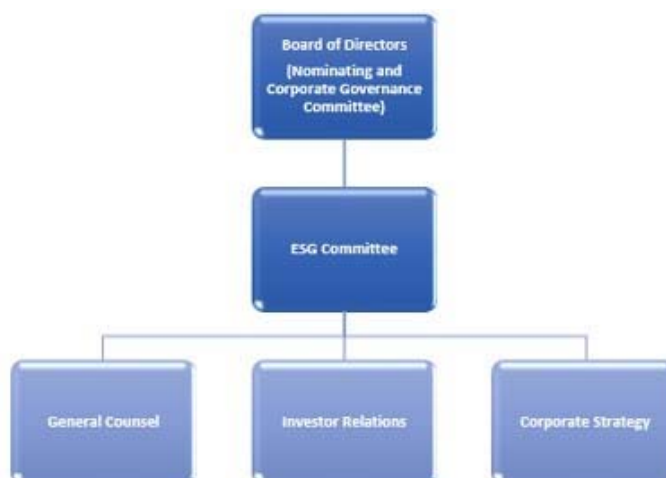 Board of Directors
(Nominating and
Corporate Governance
Committee)
ESG Committee
General Counsel
Investor Relations
Corporate Strategy